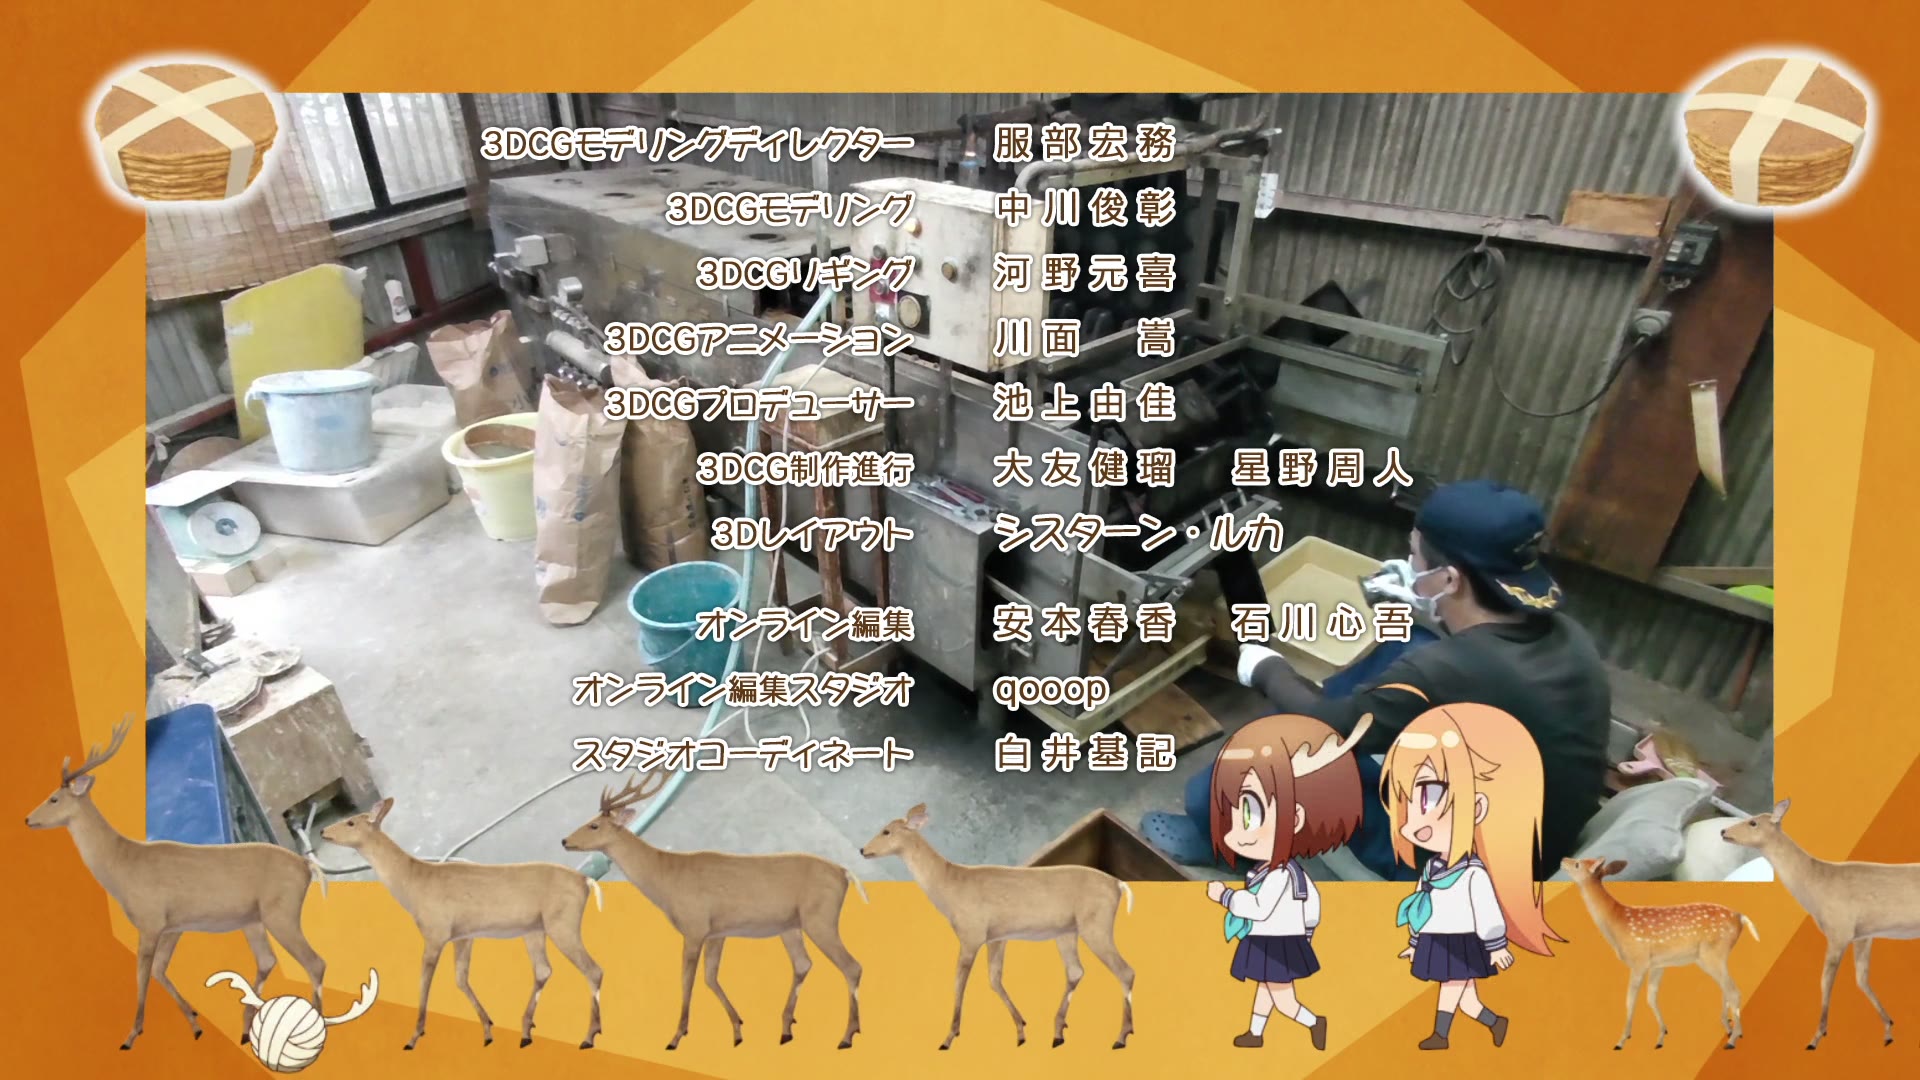 3DCGモデリングディレクター 服部宏務
3DCGモデリング 中川俊彰
3DCGリギング 河野元喜
3DCGアニメーション 川面 嵩
3DCGプロデューサー 池上由佳
3DCG制作進行 大友健瑠 星野周人
3Dレイアウト シスターン・ルカ
オンライン編集 安本春香 石川心吾
オンライン編集スタジオ qooop
スタジオコーディネート 白井基記